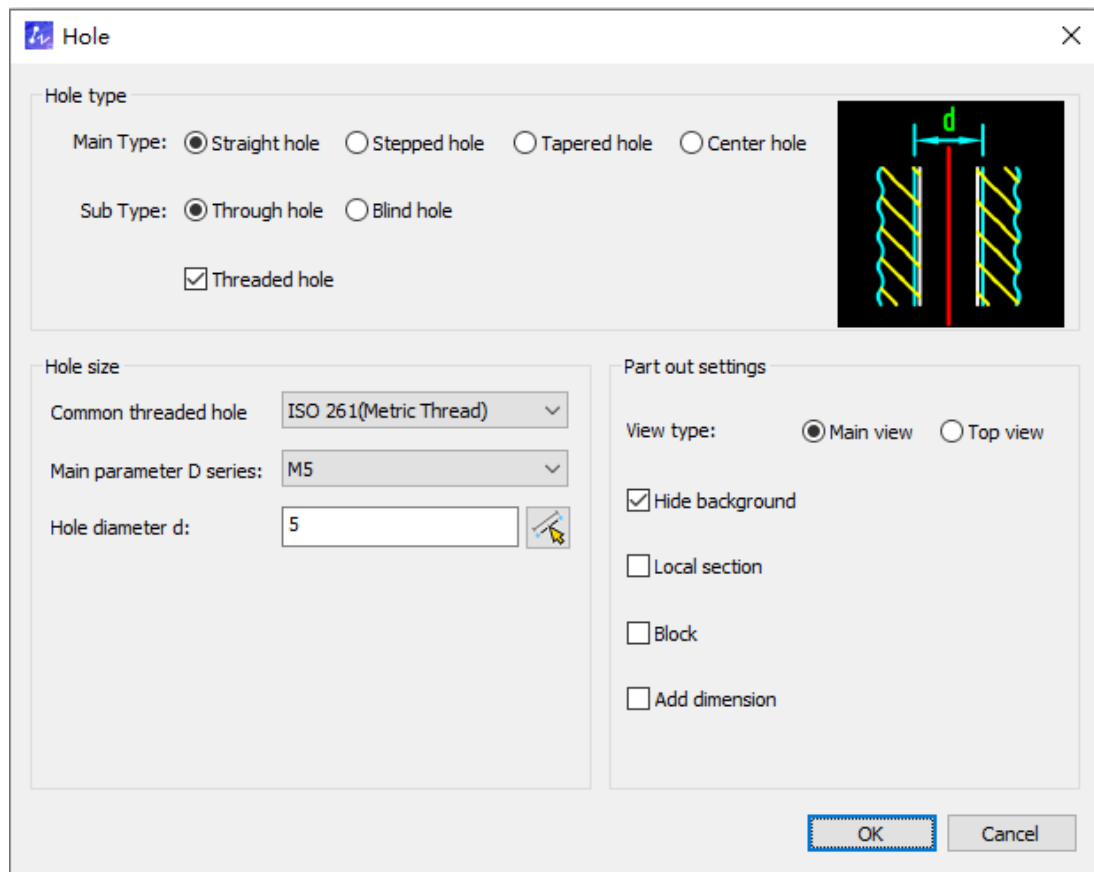 Hole
Hole type
d
Main Type: Straight hole Stepped hole Tapered hole Center hole
Sub Type: Through hole Blind hole
Threaded hole
Hole size
Common threaded hole ISO 261(Metric Thread)
Main parameter D series: M5
Hole diameter d: 5
Part out settings
View type: Main view Top view
Hide background
Local section
Block
Add dimension
OK Cancel